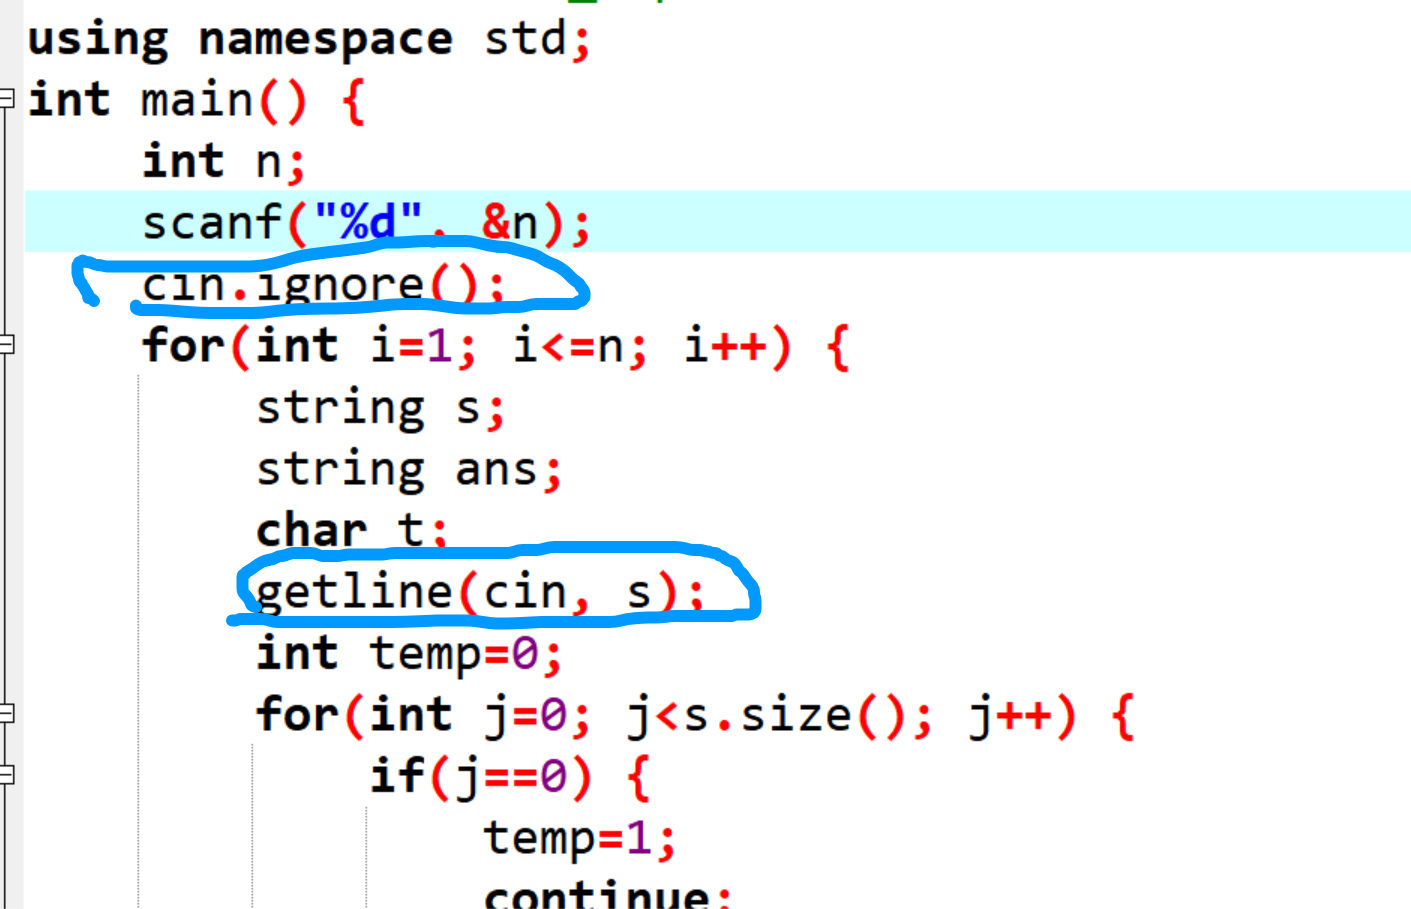 using namespace std;
int main() {
int n;
scanf("%d", &n);
cin.ignore();
for(int i=1; i<=n; i++) {
string s;
string ans;
char t;
getline(cin, s);
int temp=0;
for(int j=0; j<s.size(); j++) {
if(j==0) {
temp=1;
continue;